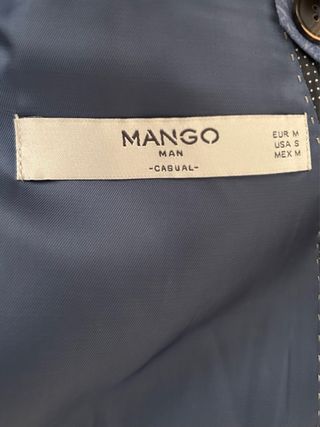 MANGO
MAN
-CASUAL-
EUR M
USA S
MEX M